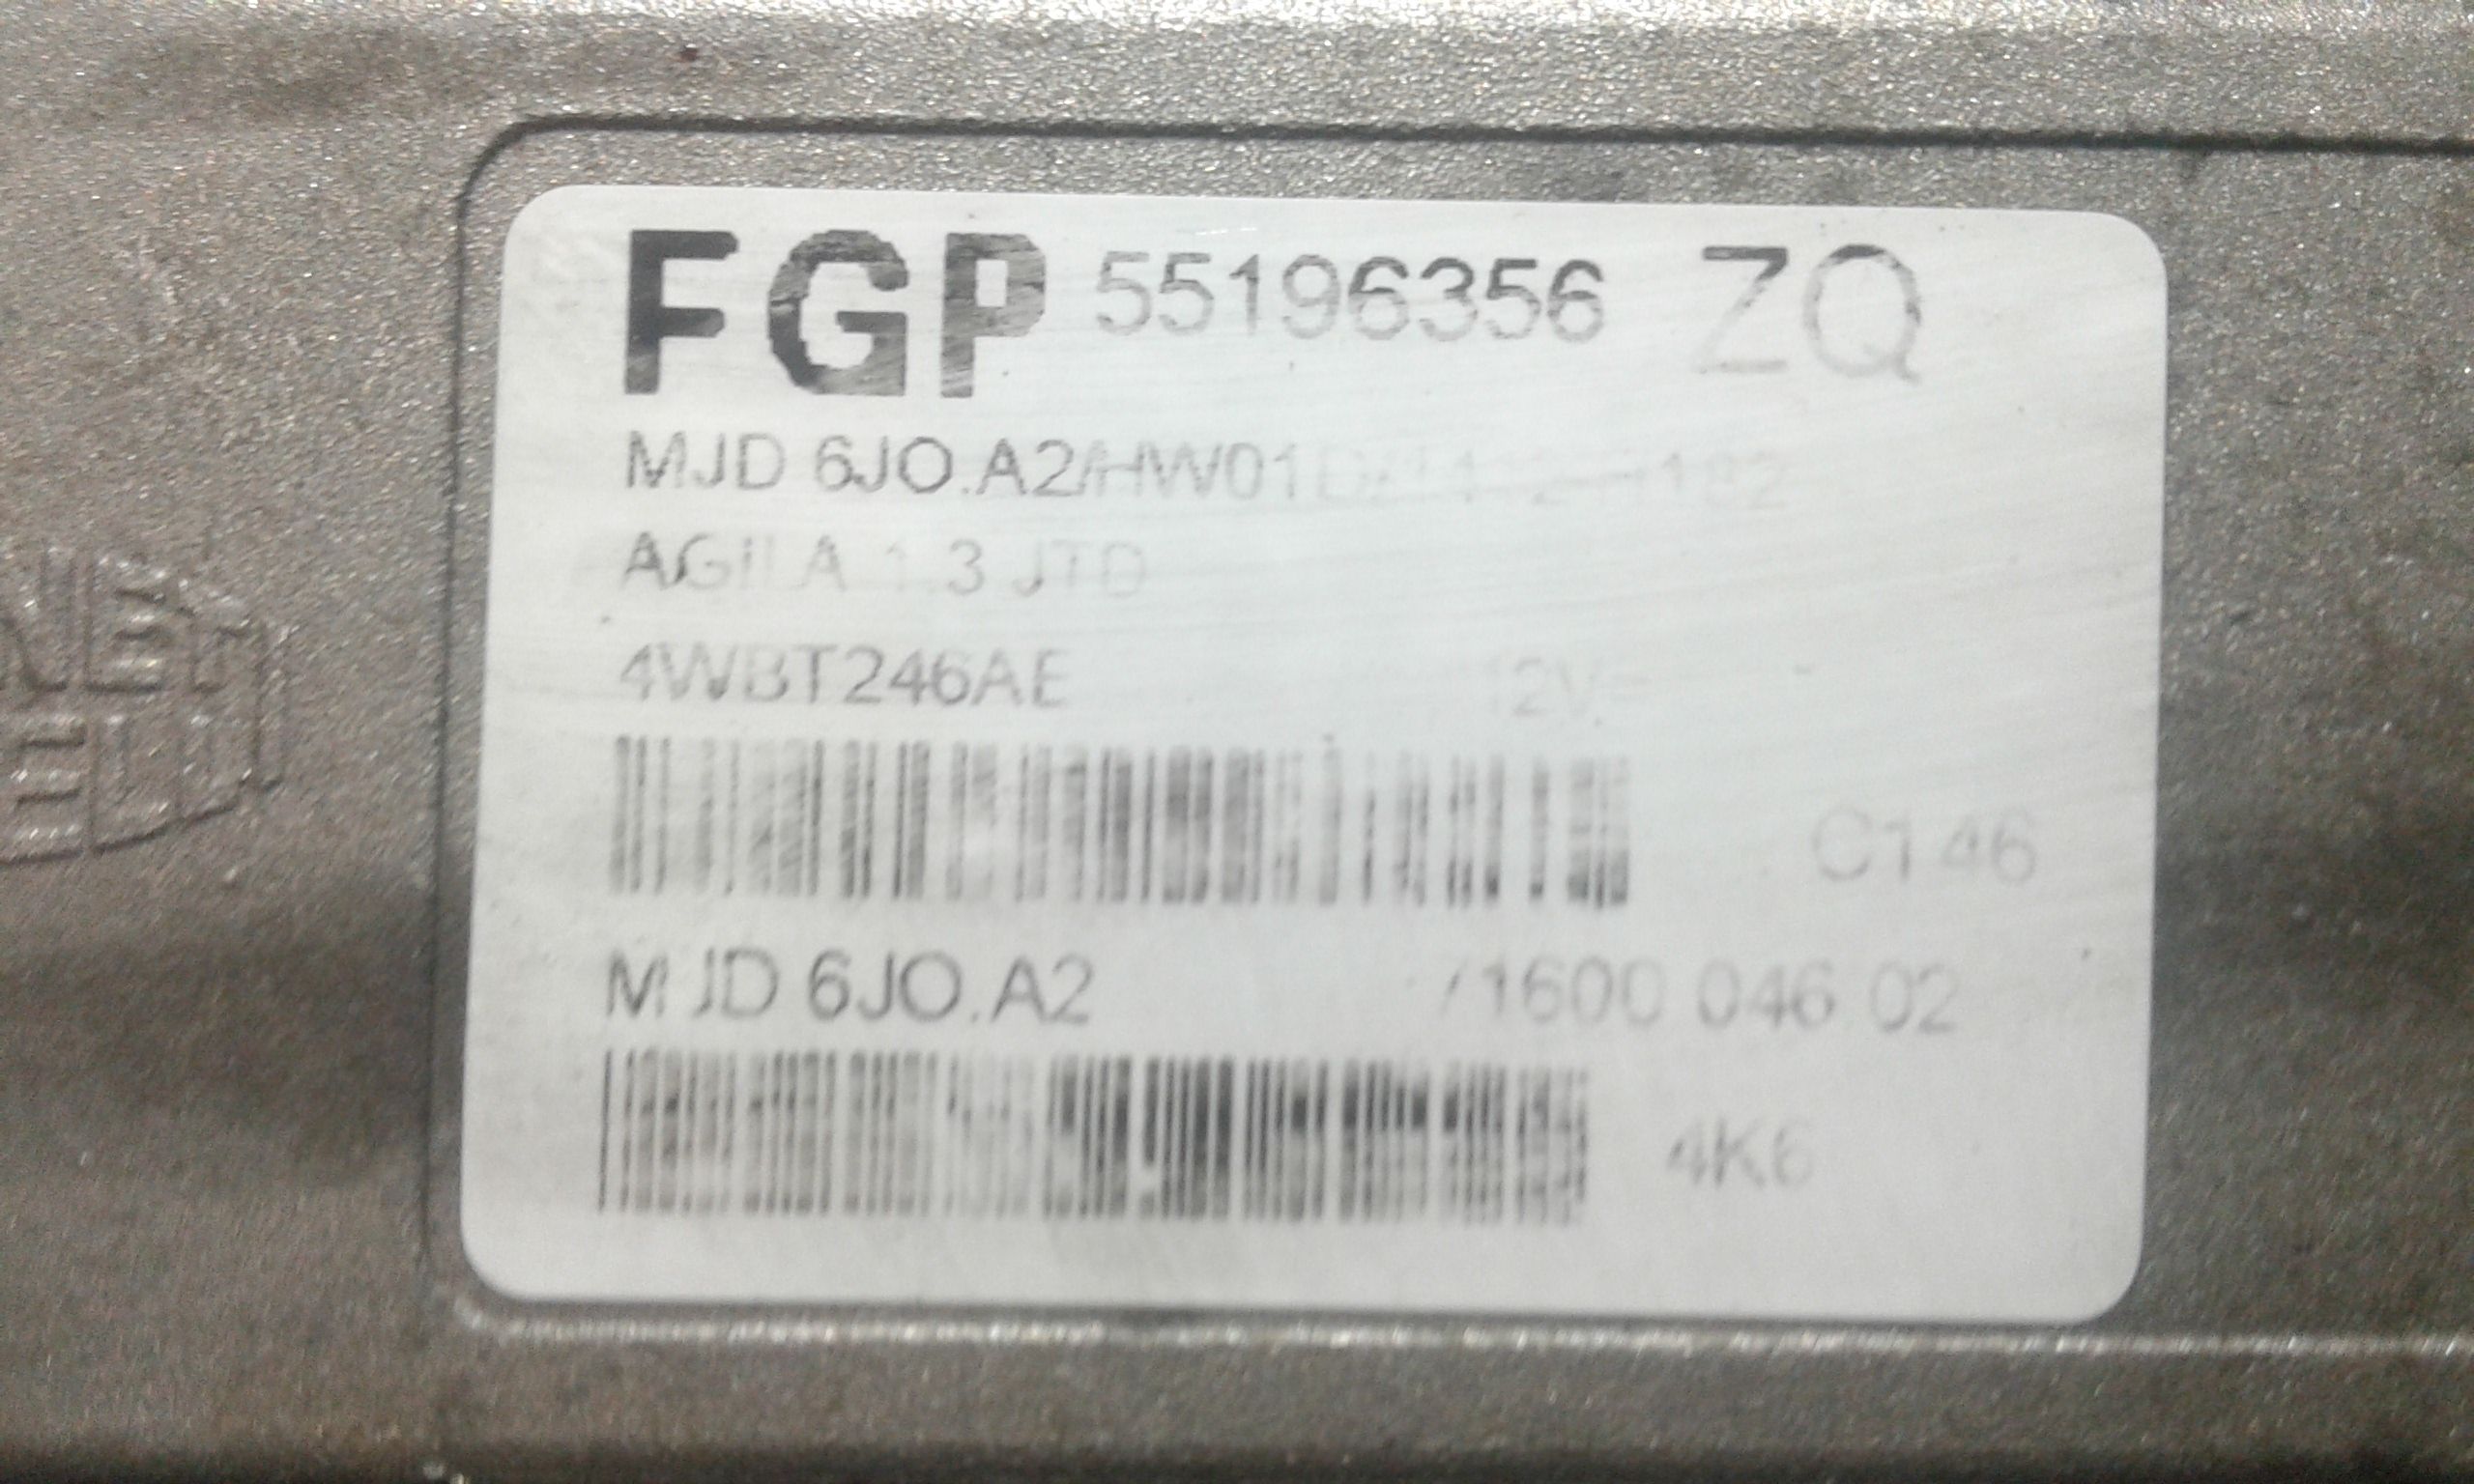 FGP 55196356 ZQ
MJD 6JO.A2/HW01
AGILA 1.3 JTD
4WBT246AE 12V
C146
MJD 6JO.A2 71600 046 02
4K6